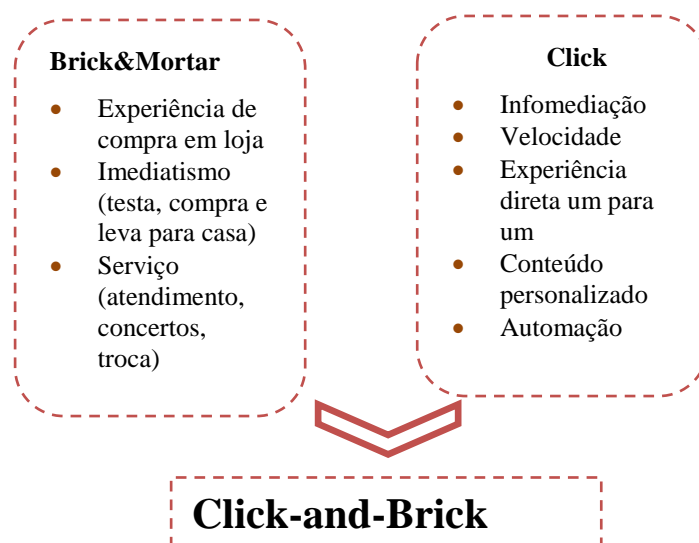 Brick&Mortar
Experiência de
compra em loja
Imediatismo
(testa, compra e
leva para casa)
Serviço
(atendimento,
concertos,
troca)
Click
Infomediação
Velocidade
Experiência
direta um para
um
Conteúdo
personalizado
Automação
Click-and-Brick